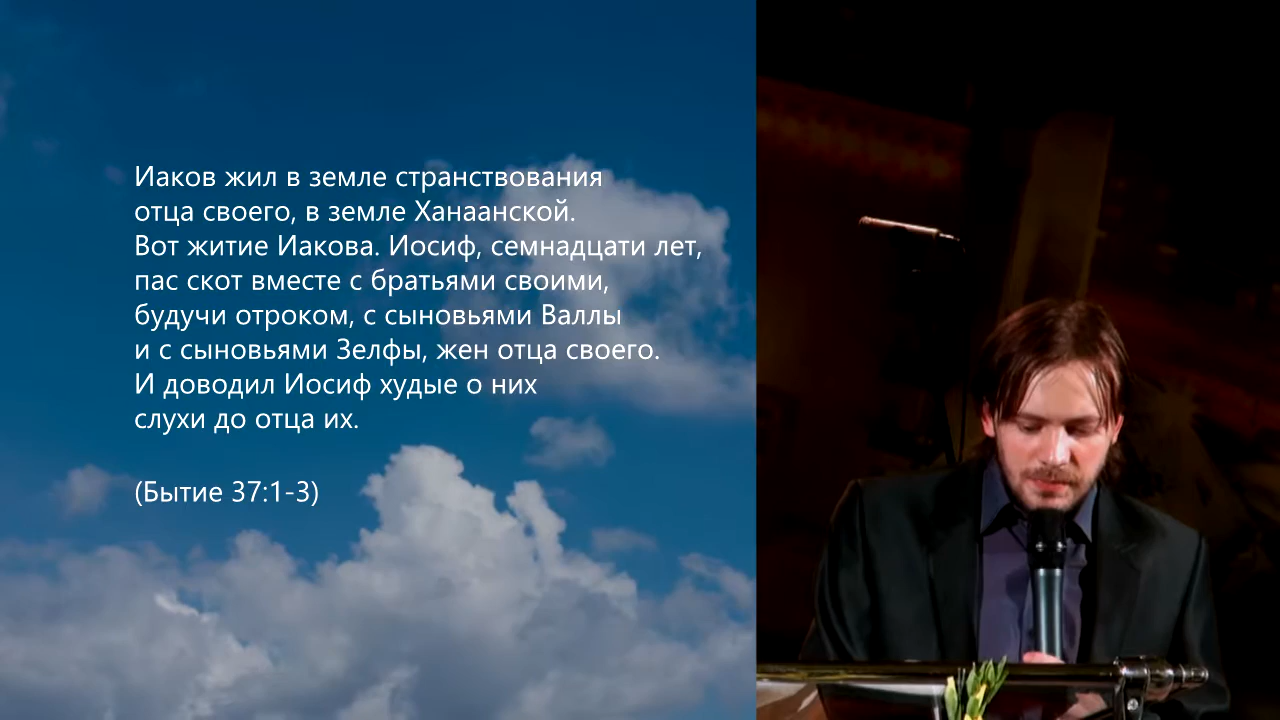 Иаков жил в земле странствования
отца своего, в земле Ханаанской.
Вот житие Иакова. Иосиф, семнадцати лет,
пас скот вместе с братьями своими,
будучи отроком, с сыновьями Валлы
и с сыновьями Зелфы, жен отца своего.
И доводил Иосиф худые о них
слухи до отца их.
(Бытие 37:1-3)